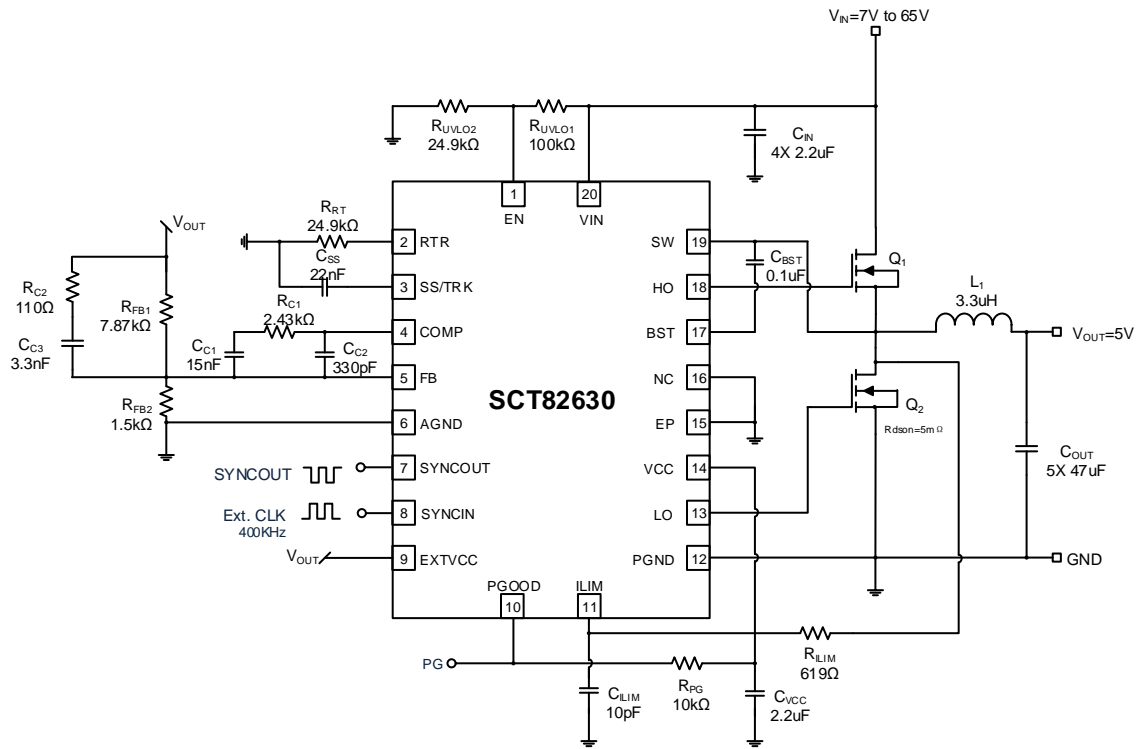 VIN=7V to 65V
RUVLO2
24.9kΩ
RUVLO1
100kΩ
CIN
4X 2.2uF
1
EN
20
VIN
VOUT
RRT
24.9kΩ
2
RTR
CSS
22nF
3
SS/TRK
RC2
110Ω
RFB1
7.87kΩ
RC1
2.43kΩ
4
COMP
CC3
3.3nF
CC1
15nF
CC2
330pF
5
FB
RFB2
1.5kΩ
6
AGND
SYNCOUT
7
SYNCOUT
Ext. CLK
400KHz
8
SYNCIN
VOUT
9
EXTVCC
SCT82630
SW
19
CBST
0.1uF
HO
18
Q1
BST
17
L1
3.3uH
VOUT=5V
NC
16
EP
15
Q2
Rdson=5mΩ
VCC
14
COUT
5X 47uF
LO
13
PGND
12
GND
PGOOD
10
ILIM
11
PG
RILIM
619Ω
CILIM
10pF
RPG
10kΩ
CVCC
2.2uF